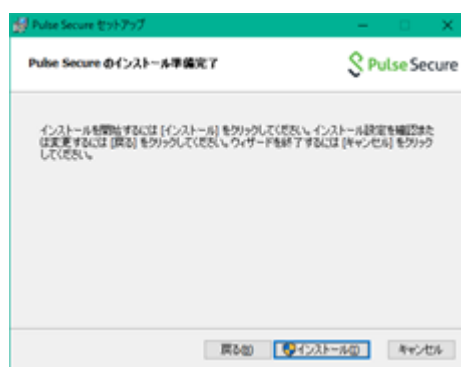 Pulse Secure セットアップ
Pulse Secure のインストール準備完了
Pulse Secure
インストールを開始するには [インストール] をクリックしてください。インストール設定を確認また
は変更するには [戻る] をクリックしてください。ウィザードを終了するには [キャンセル] をクリック
してください。
戻る(B)
インストール(I)
キャンセル